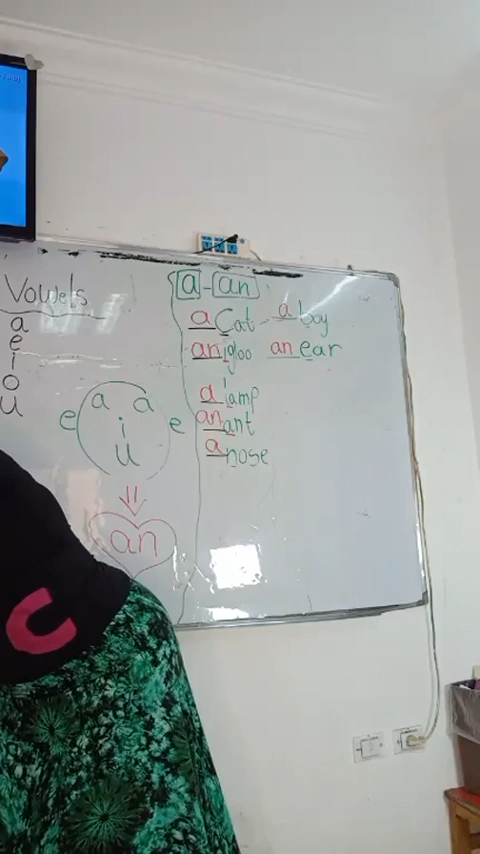 Vowels
a
e
i
o
u
a a
e i e
u
an
a - an
a Cat - a boy
an igloo an ear
a lamp
an ant
a nose